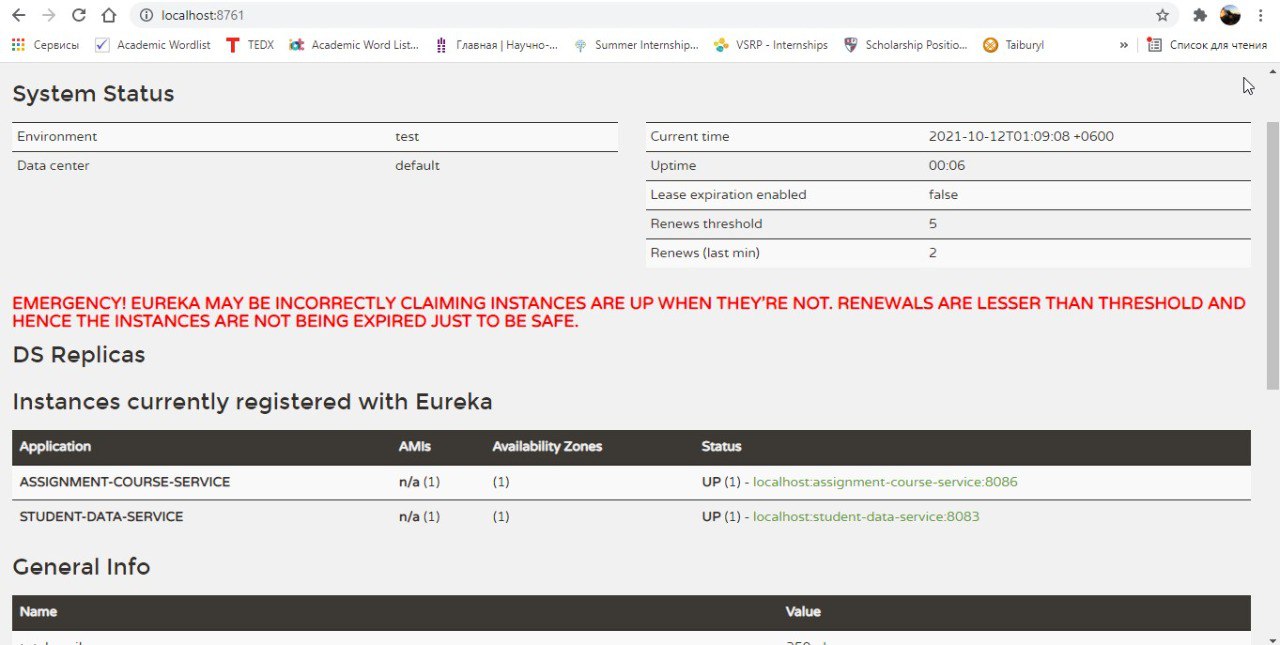 localhost:8761
Сервисы Academic Wordlist TEDX Academic Word List... Главная | Научно-... Summer Internship... VSRP - Internships Scholarship Positio... Taiburyl » Список для чтения
System Status
Environment test
Data center default
Current time 2021-10-12T01:09:08 +0600
Uptime 00:06
Lease expiration enabled false
Renews threshold 5
Renews (last min) 2
EMERGENCY! EUREKA MAY BE INCORRECTLY CLAIMING INSTANCES ARE UP WHEN THEY'RE NOT. RENEWALS ARE LESSER THAN THRESHOLD AND
HENCE THE INSTANCES ARE NOT BEING EXPIRED JUST TO BE SAFE.
DS Replicas
Instances currently registered with Eureka
Application AMIs Availability Zones Status
ASSIGNMENT-COURSE-SERVICE n/a (1) (1) UP (1) - localhost:assignment-course-service:8086
STUDENT-DATA-SERVICE n/a (1) (1) UP (1) - localhost:student-data-service:8083
General Info
Name Value